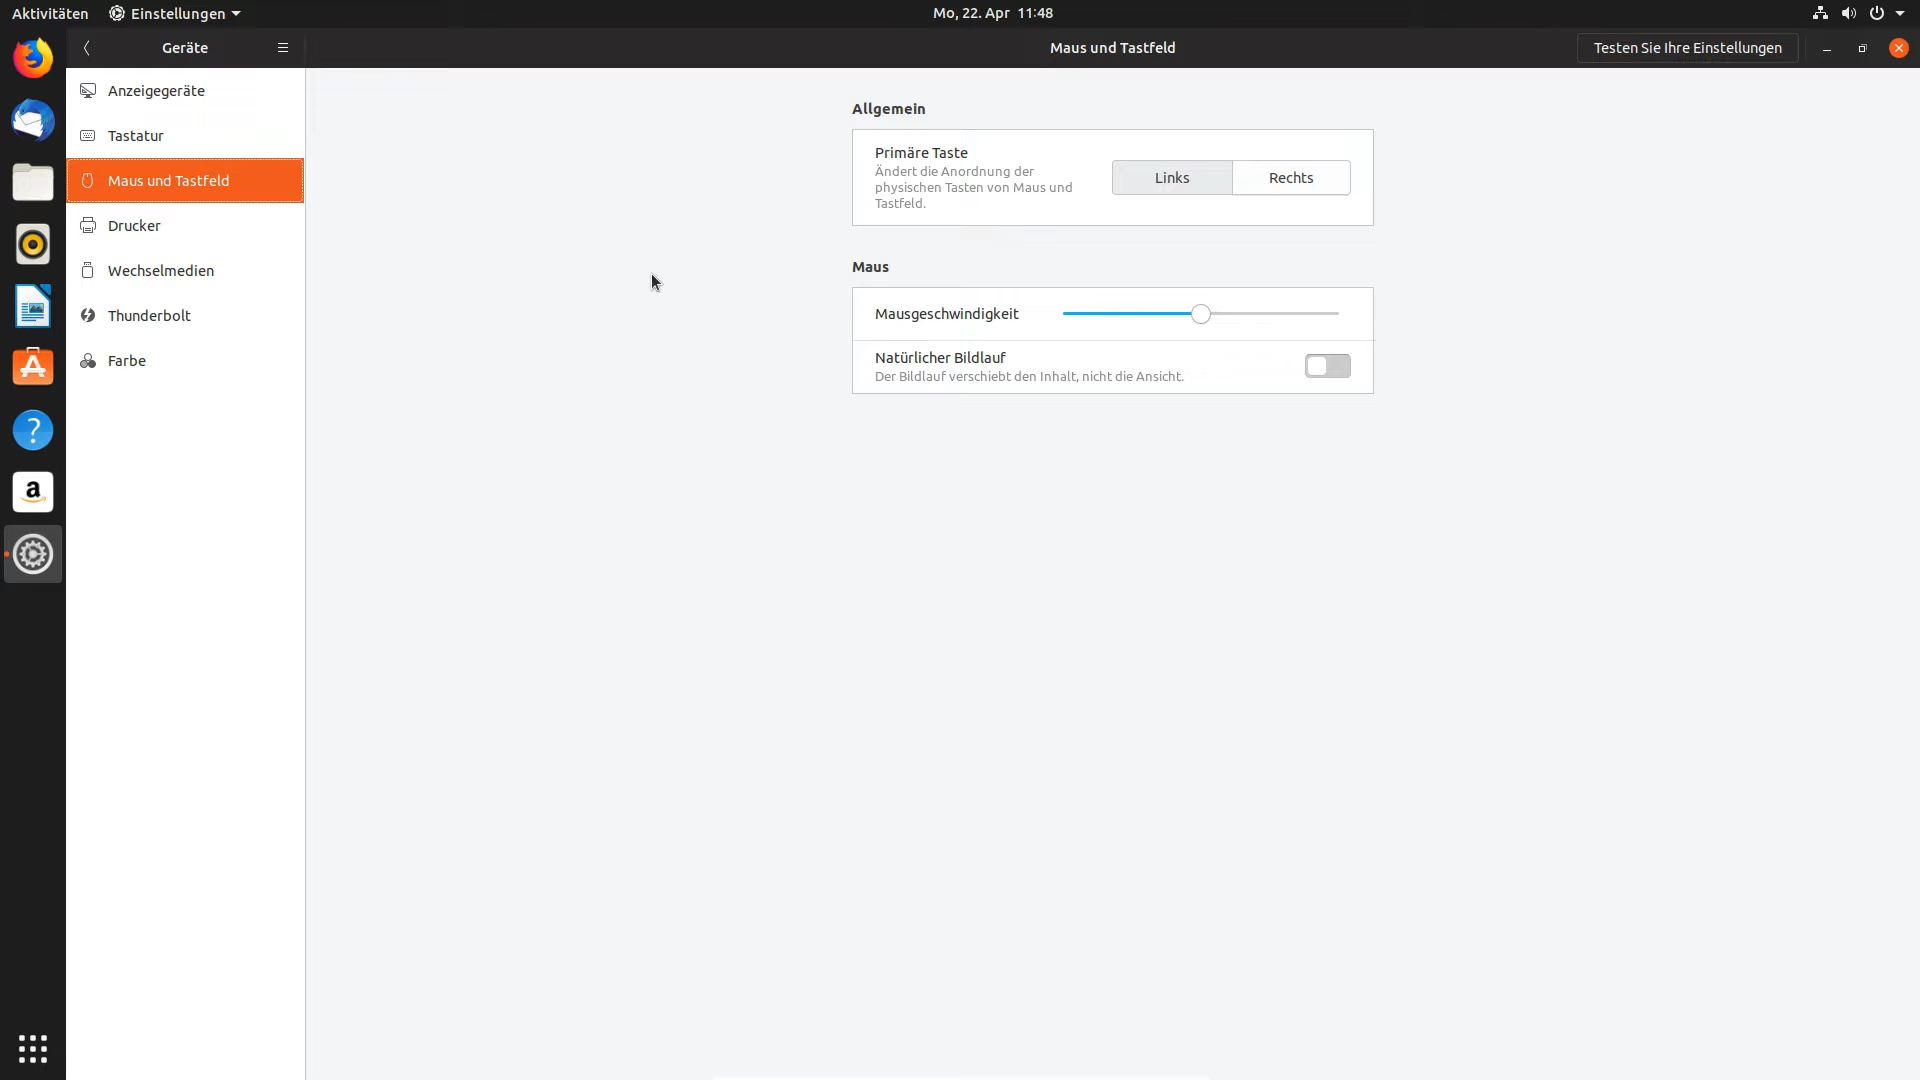 Aktivitäten
Einstellungen
Mo, 22. Apr 11:48
Geräte
Maus und Tastfeld
Testen Sie Ihre Einstellungen
Anzeigegeräte
Tastatur
Maus und Tastfeld
Drucker
Wechselmedien
Thunderbolt
Farbe
Allgemein
Primäre Taste
Ändert die Anordnung der
physischen Tasten von Maus und
Tastfeld.
Links
Rechts
Maus
Mausgeschwindigkeit
Natürlicher Bildlauf
Der Bildlauf verschiebt den Inhalt, nicht die Ansicht.